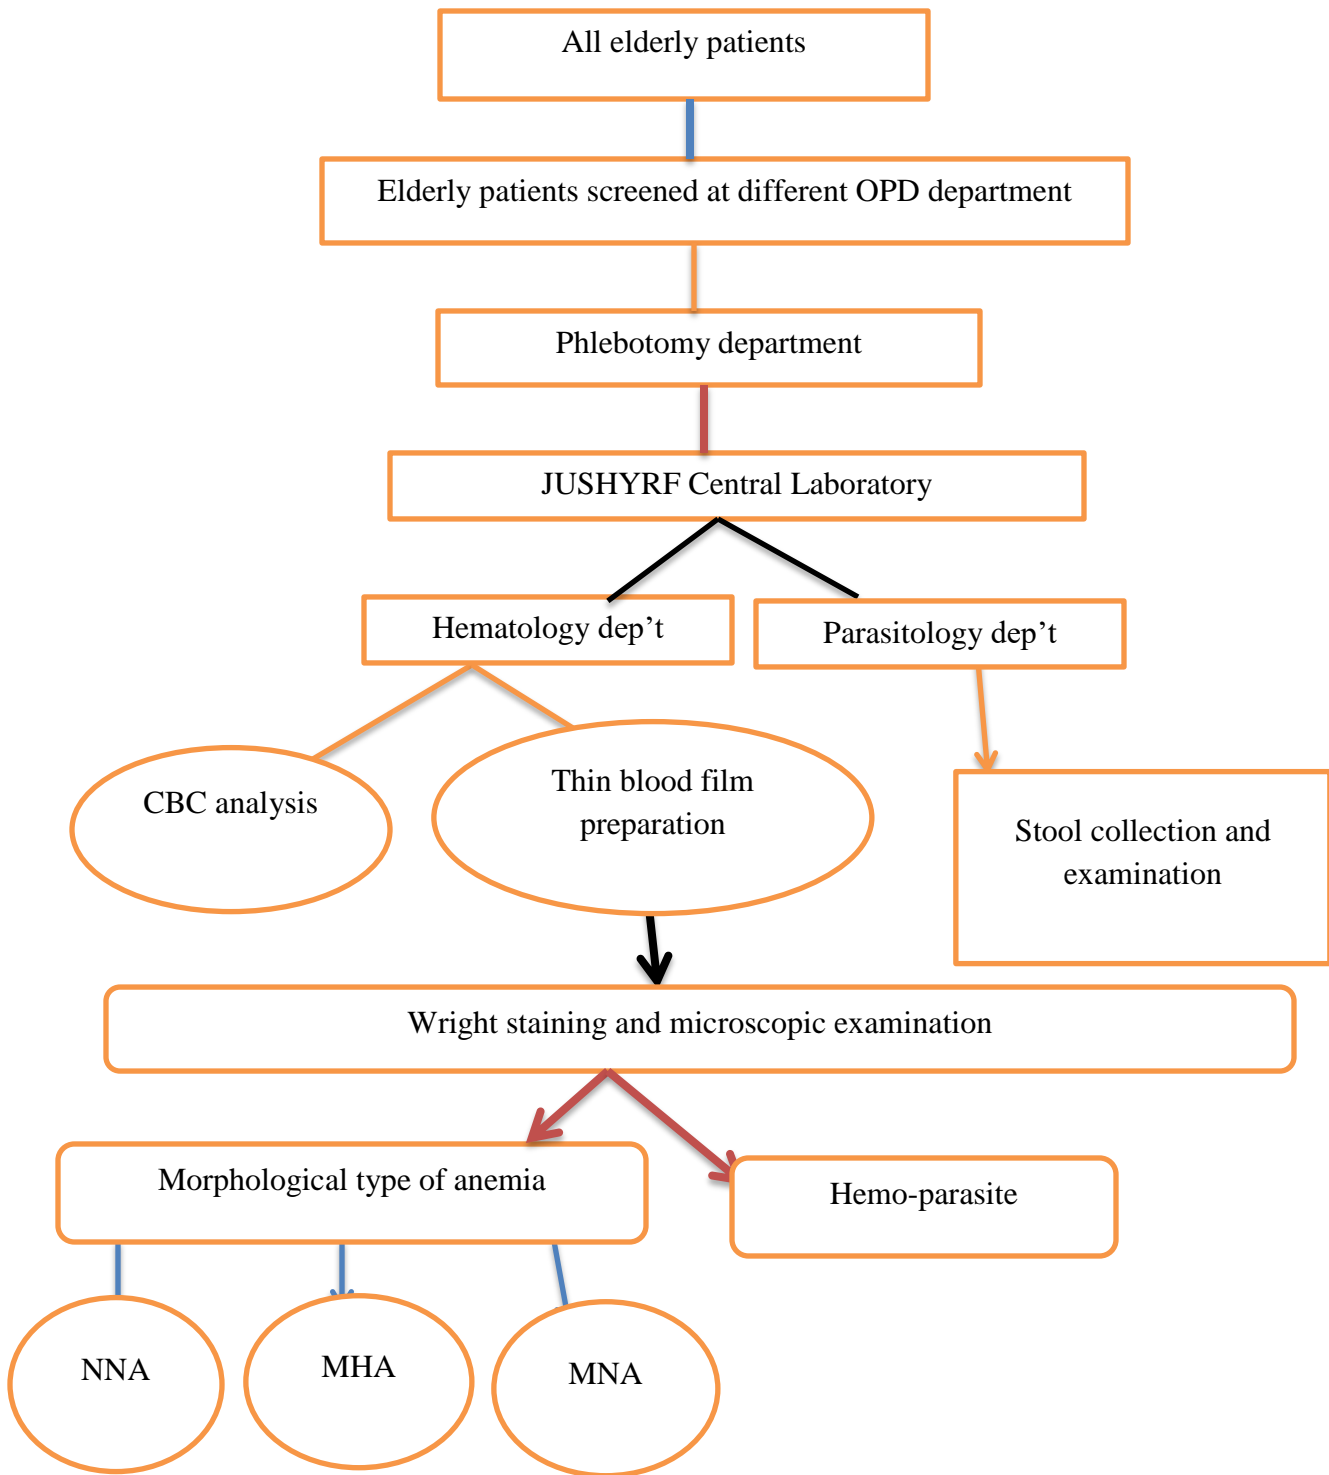 All elderly patients
Elderly patients screened at different OPD department
Phlebotomy department
JUSHYRF Central Laboratory
Hematology dep’t
Parasitology dep’t
CBC analysis
Thin blood film
preparation
Stool collection and
examination
Wright staining and microscopic examination
Morphological type of anemia
Hemo-parasite
NNA
MHA
MNA